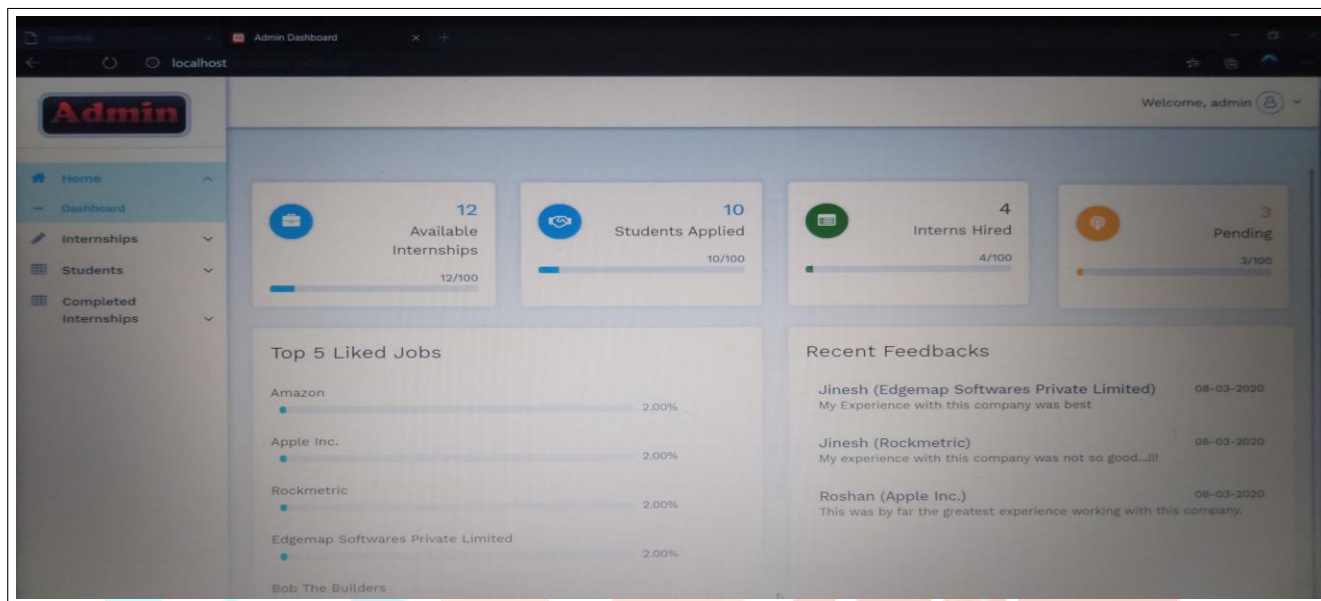 Admin Dashboard
localhost
Admin
Welcome, admin
Home
Dashboard
Internships
Students
Completed
Internships
12
Available
Internships
12/100
10
Students Applied
10/100
4
Interns Hired
4/100
3
Pending
3/100
Top 5 Liked Jobs
Amazon
2.00%
Apple Inc.
2.00%
Rockmetric
2.00%
Edgemap Softwares Private Limited
2.00%
Bob The Builders
Recent Feedbacks
Jinesh (Edgemap Softwares Private Limited) 08-03-2020
My Experience with this company was best
Jinesh (Rockmetric) 08-03-2020
My experience with this company was not so good...!!!
Roshan (Apple Inc.) 08-03-2020
This was by far the greatest experience working with this company.